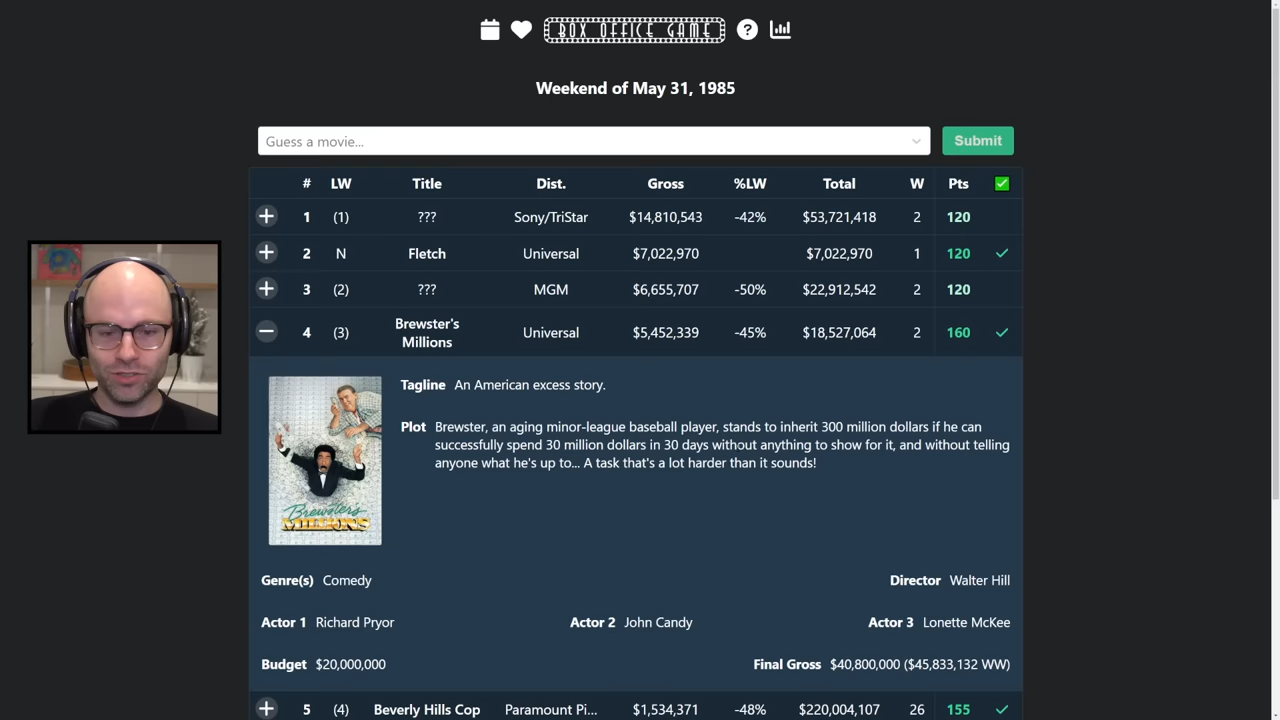 BOX OFFICE GAME ?
Weekend of May 31, 1985
Guess a movie... Submit
# LW Title Dist. Gross %LW Total W Pts
1 (1) ??? Sony/TriStar $14,810,543 -42% $53,721,418 2 120
2 N Fletch Universal $7,022,970 $7,022,970 1 120
3 (2) ??? MGM $6,655,707 -50% $22,912,542 2 120
4 (3) Brewster's Millions Universal $5,452,339 -45% $18,527,064 2 160
Tagline An American excess story.
Plot Brewster, an aging minor-league baseball player, stands to inherit 300 million dollars if he can
successfully spend 30 million dollars in 30 days without anything to show for it, and without telling
anyone what he's up to... A task that's a lot harder than it sounds!
Brewster's
MILLIONS
Genre(s) Comedy Director Walter Hill
Actor 1 Richard Pryor Actor 2 John Candy Actor 3 Lonette McKee
Budget $20,000,000 Final Gross $40,800,000 ($45,833,132 WW)
5 (4) Beverly Hills Cop Paramount Pi... $1,534,371 -48% $220,004,107 26 155